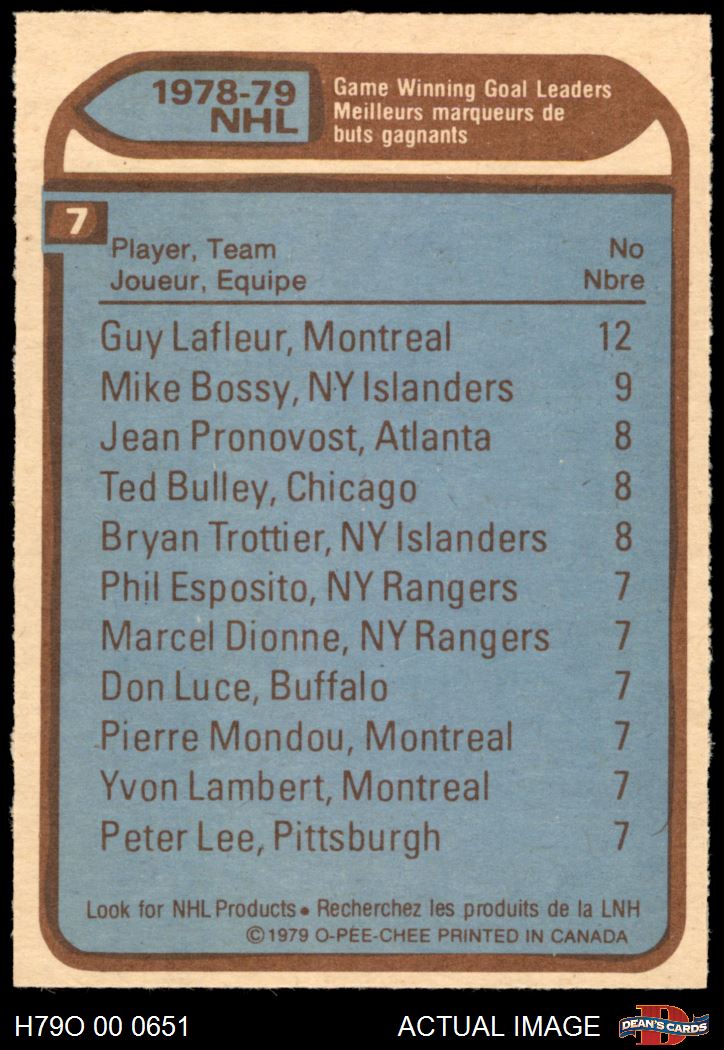 1978-79
NHL
Game Winning Goal Leaders
Meilleurs marqueurs de
buts gagnants
7
Player, Team No
Joueur, Equipe Nbre
Guy Lafleur, Montreal 12
Mike Bossy, NY Islanders 9
Jean Pronovost, Atlanta 8
Ted Bulley, Chicago 8
Bryan Trottier, NY Islanders 8
Phil Esposito, NY Rangers 7
Marcel Dionne, NY Rangers 7
Don Luce, Buffalo 7
Pierre Mondou, Montreal 7
Yvon Lambert, Montreal 7
Peter Lee, Pittsburgh 7
Look for NHL Products • Recherchez les produits de la LNH
©1979 O-PEE-CHEE PRINTED IN CANADA
H79O 00 0651 ACTUAL IMAGE
D DEAN'S CARDS